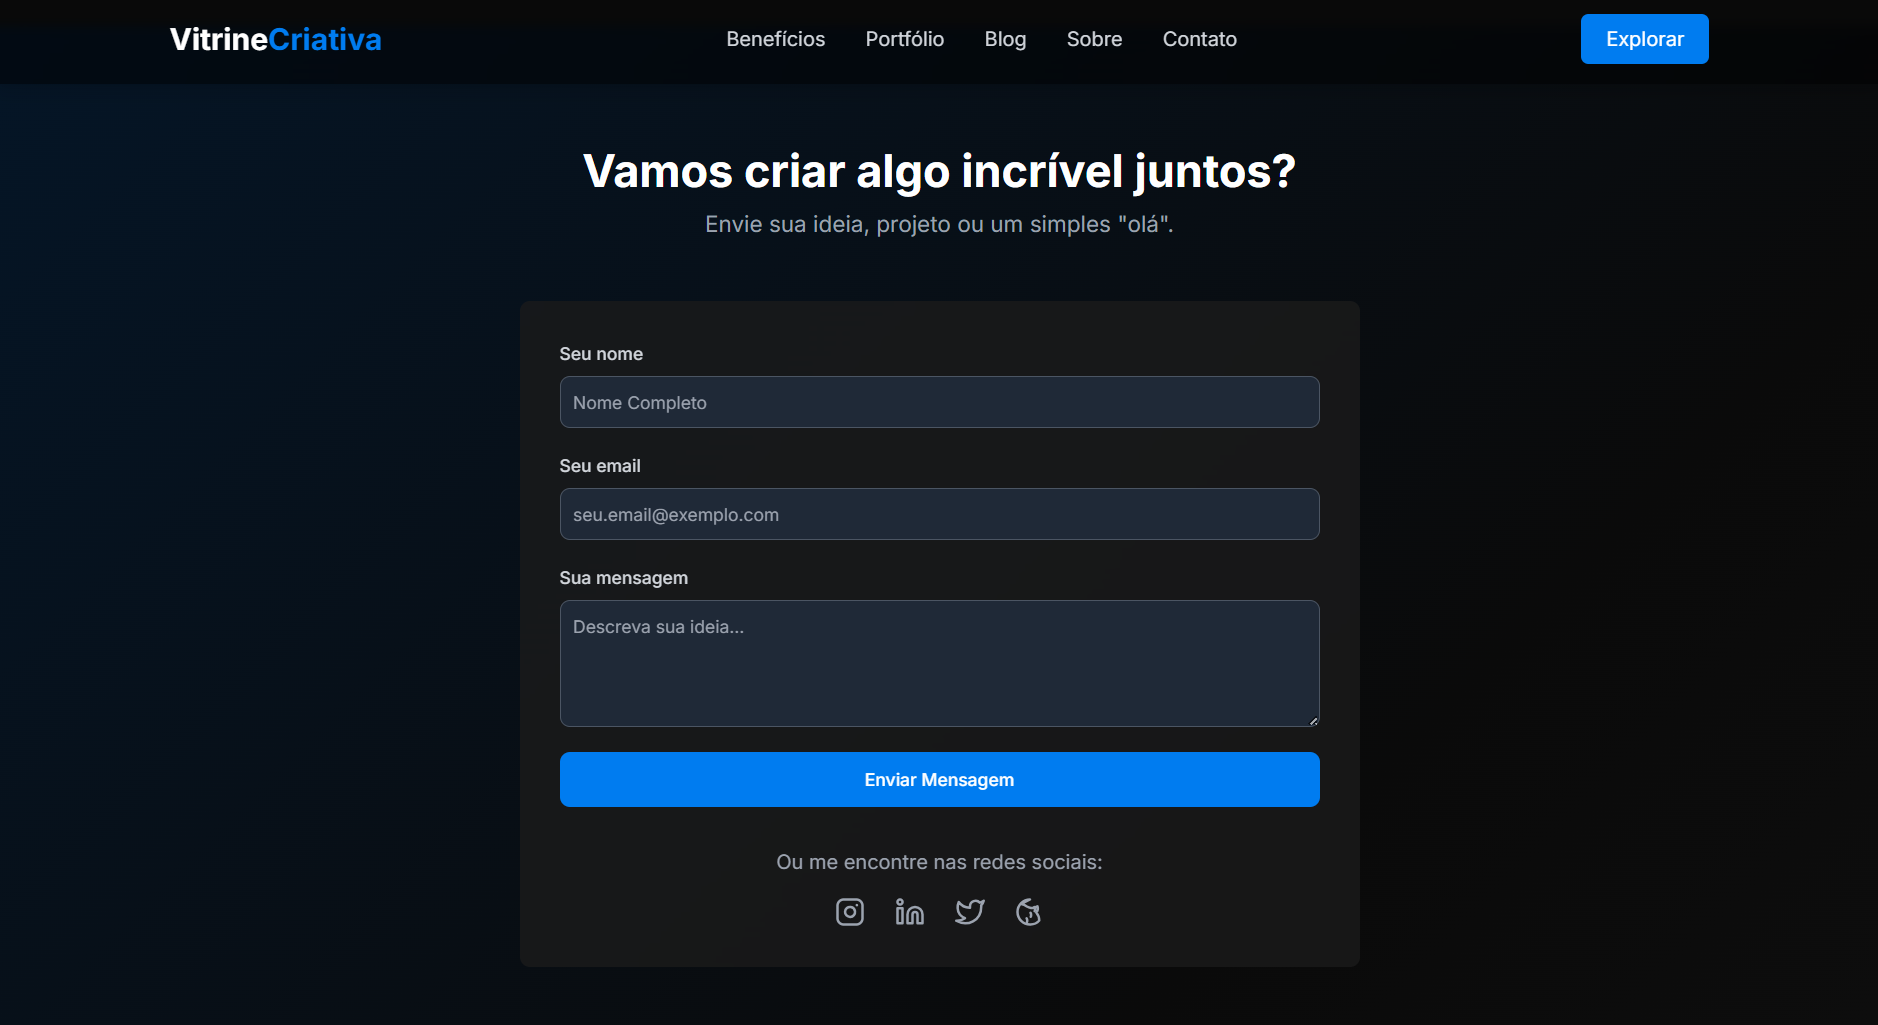 VitrineCriativa
Benefícios
Portfólio
Blog
Sobre
Contato
Explorar
Vamos criar algo incrível juntos?
Envie sua ideia, projeto ou um simples "olá".
Seu nome
Nome Completo
Seu email
seu.email@exemplo.com
Sua mensagem
Descreva sua ideia...
Enviar Mensagem
Ou me encontre nas redes sociais: